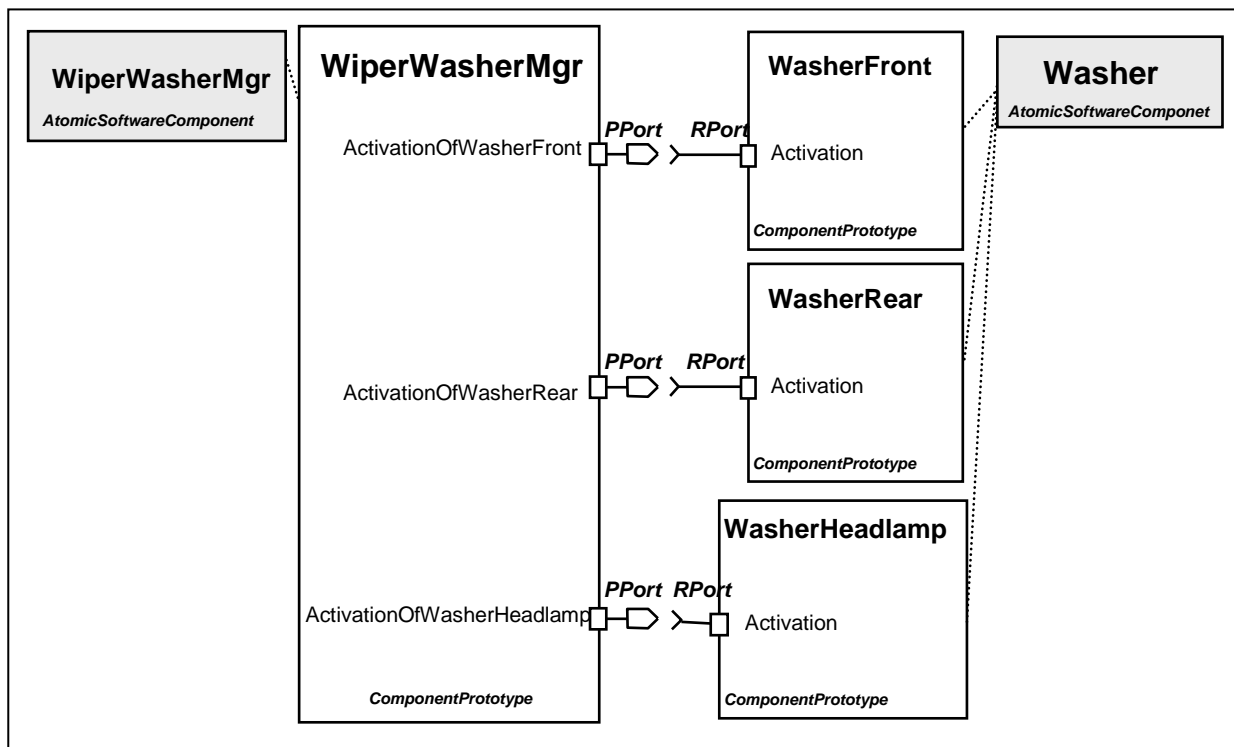 WiperWasherMgr
AtomicSoftwareComponent
WiperWasherMgr
ActivationOfWasherFront
ActivationOfWasherRear
ActivationOfWasherHeadlamp
ComponentPrototype
PPort RPort
PPort RPort
PPort RPort
WasherFront
Activation
ComponentPrototype
WasherRear
Activation
ComponentPrototype
WasherHeadlamp
Activation
ComponentPrototype
Washer
AtomicSoftwareComponet